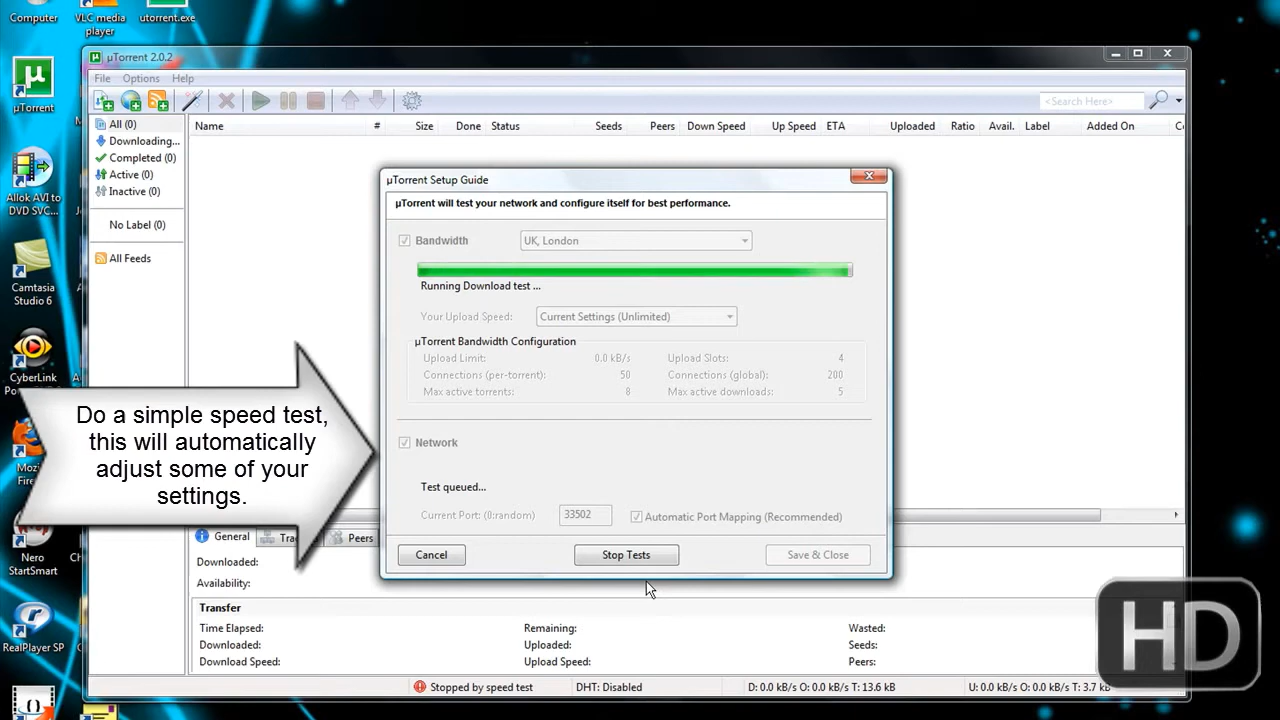 Computer
VLC media
player
utorrent.exe
µTorrent 2.0.2
File Options Help
<Search Here>
µTorrent
All (0)
Downloading...
Completed (0)
Active (0)
Inactive (0)
No Label (0)
All Feeds
Name # Size Done Status Seeds Peers Down Speed Up Speed ETA Uploaded Ratio Avail. Label Added On
Allok AVI to
DVD SVC...
Camtasia
Studio 6
CyberLink
Mozi
Fire
Nero
StartSmart
RealPlayer SP
µTorrent Setup Guide
µTorrent will test your network and configure itself for best performance.
Bandwidth UK, London
Running Download test ...
Your Upload Speed: Current Settings (Unlimited)
µTorrent Bandwidth Configuration
Upload Limit: 0.0 kB/s Upload Slots: 4
Connections (per-torrent): 50 Connections (global): 200
Max active torrents: 8 Max active downloads: 5
Network
Test queued...
Current Port: (0:random) 33502 Automatic Port Mapping (Recommended)
Cancel Stop Tests Save & Close
Do a simple speed test,
this will automatically
adjust some of your
settings.
General Tra Peers
Downloaded:
Availability:
Transfer
Time Elapsed: Remaining: Wasted:
Downloaded: Uploaded: Seeds:
Download Speed: Upload Speed: Peers:
Stopped by speed test DHT: Disabled D: 0.0 kB/s O: 0.0 kB/s T: 13.6 kB U: 0.0 kB/s O: 0.0 kB/s T: 3.7 kB
HD